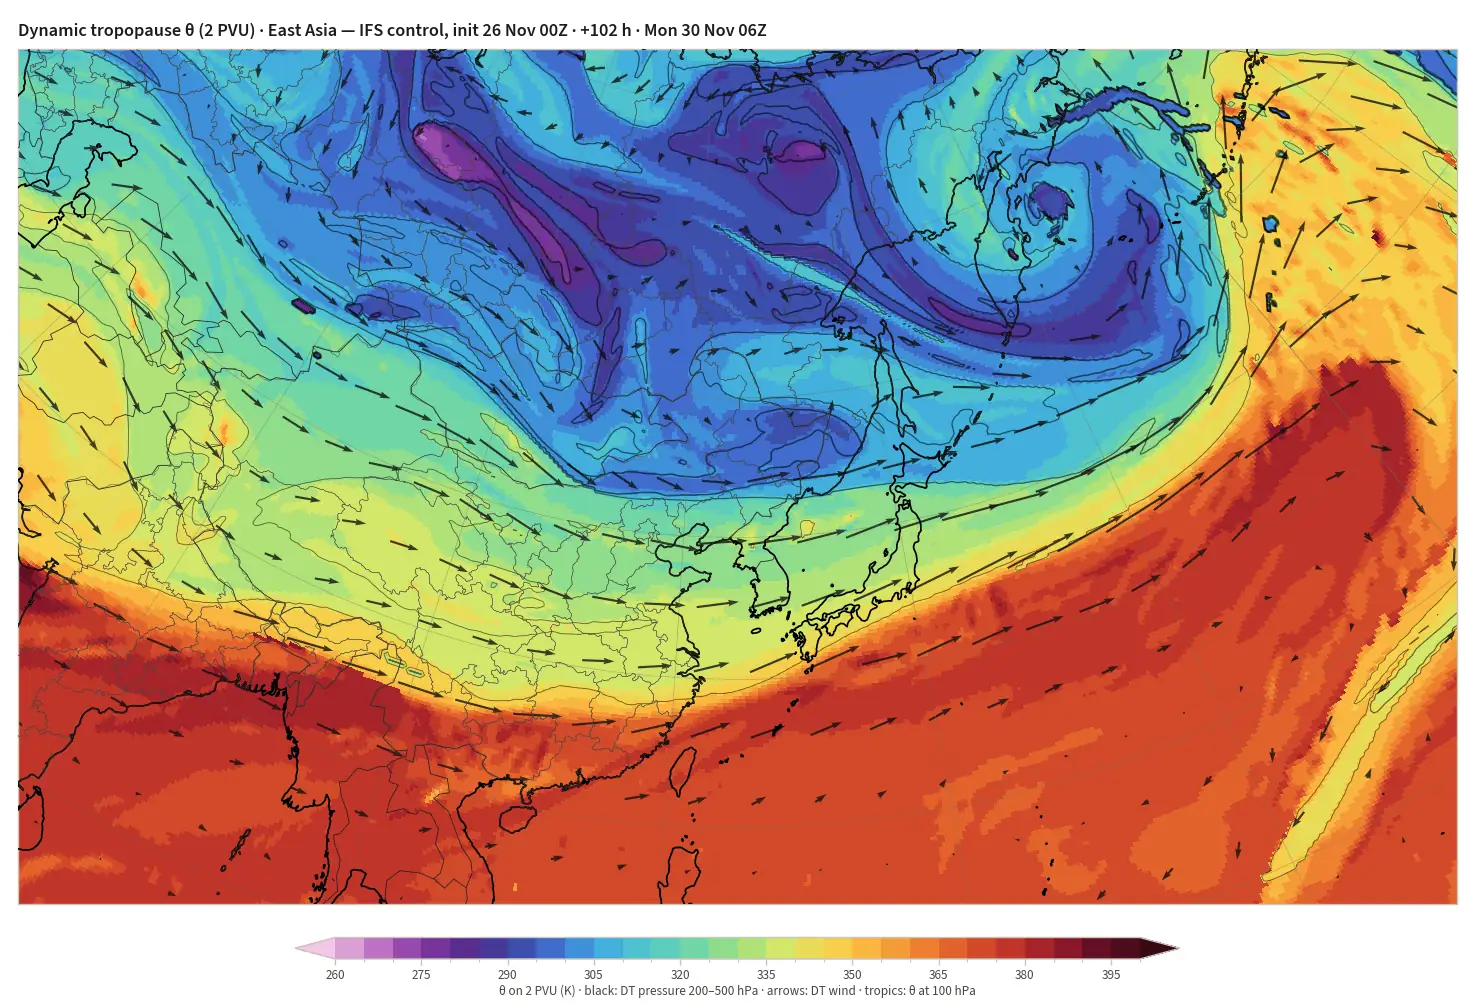 Dynamic tropopause θ (2 PVU) · East Asia — IFS control, init 26 Nov 00Z · +102 h · Mon 30 Nov 06Z
260 275 290 305 320 335 350 365 380 395
θ on 2 PVU (K) · black: DT pressure 200–500 hPa · arrows: DT wind · tropics: θ at 100 hPa